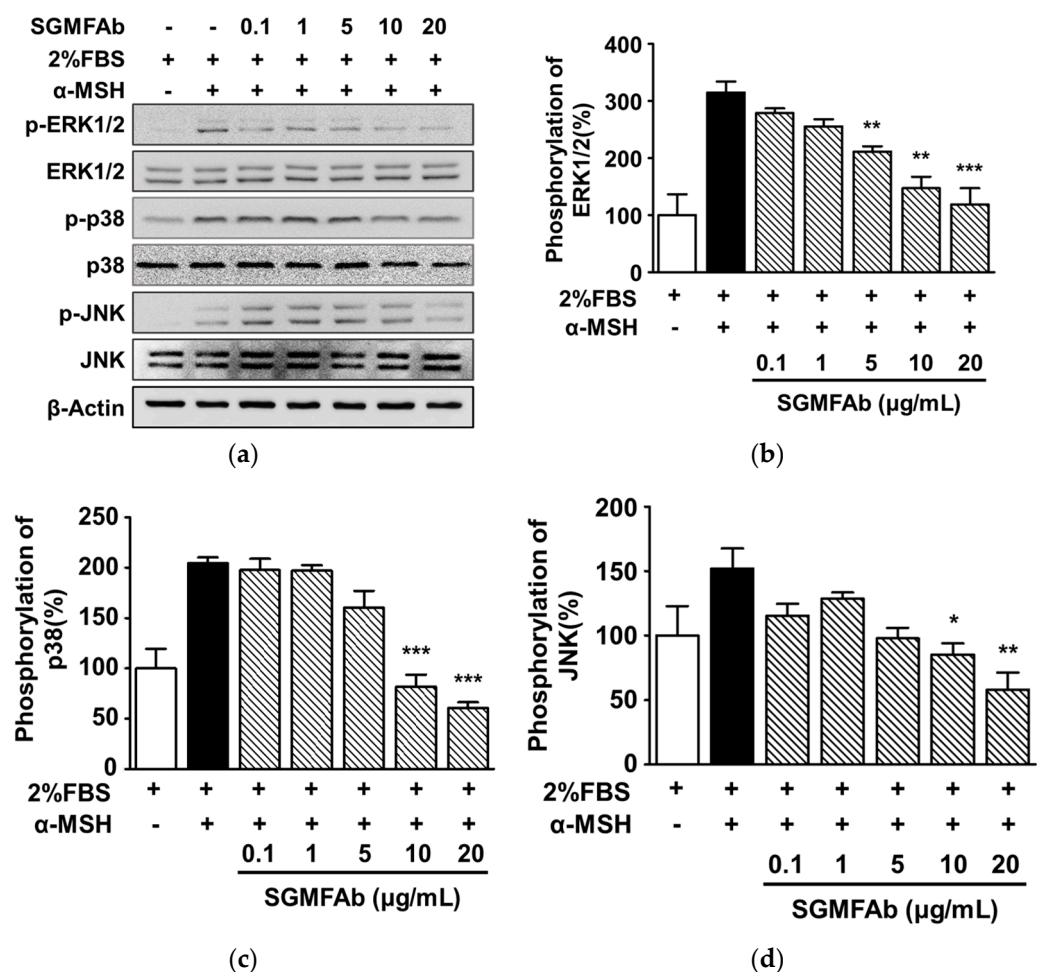 SGMFAb - - 0.1 1 5 10 20
2%FBS + + + + + + +
α-MSH - + + + + + +
p-ERK1/2
ERK1/2
p-p38
p38
p-JNK
JNK
β-Actin
(a)
Phosphorylation of
ERK1/2(%)
400
300
200
100
0
** ** ***
2%FBS + + + + + + +
α-MSH - + + + + + +
0.1 1 5 10 20
SGMFAb (μg/mL)
(b)
Phosphorylation of
p38(%)
250
200
150
100
50
0
*** ***
2%FBS + + + + + + +
α-MSH - + + + + + +
0.1 1 5 10 20
SGMFAb (μg/mL)
(c)
Phosphorylation of
JNK(%)
200
150
100
50
0
* **
2%FBS + + + + + + +
α-MSH - + + + + + +
0.1 1 5 10 20
SGMFAb (μg/mL)
(d)